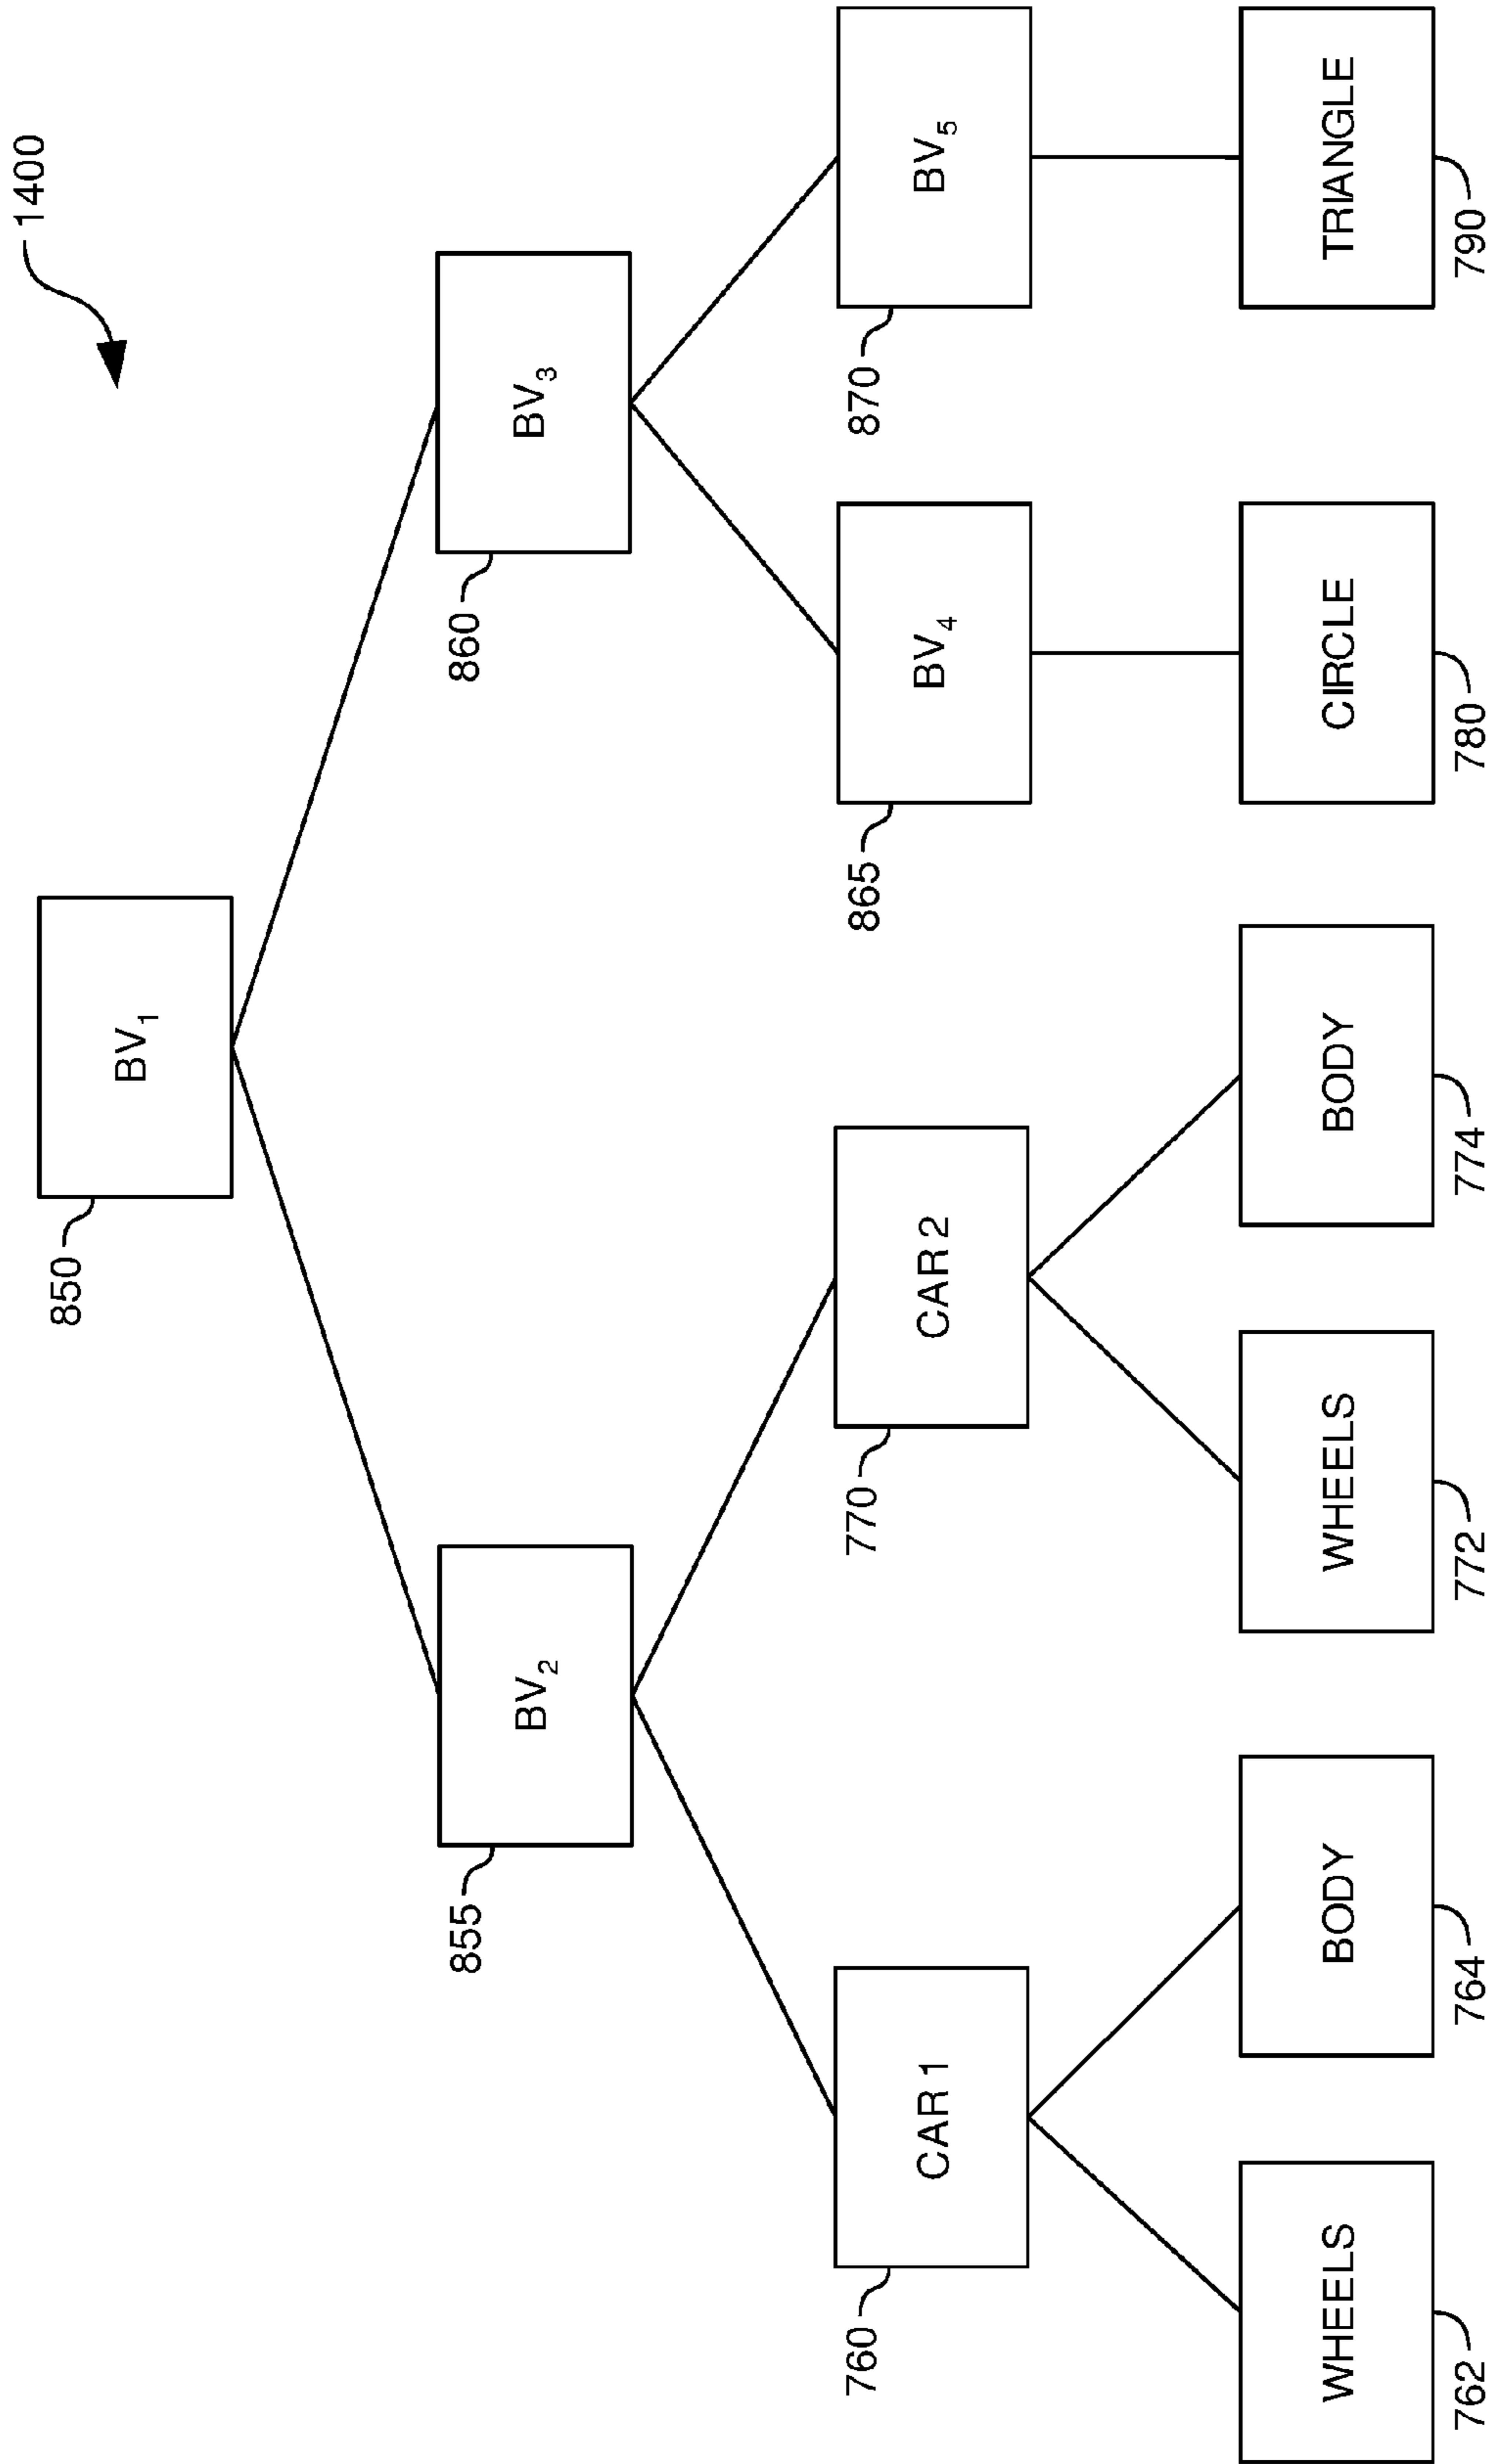 1400
BV1
850
BV2
855
BV3
860
CAR 1
760
CAR 2
770
BV4
865
BV5
870
WHEELS
762
BODY
764
WHEELS
772
BODY
774
CIRCLE
780
TRIANGLE
790